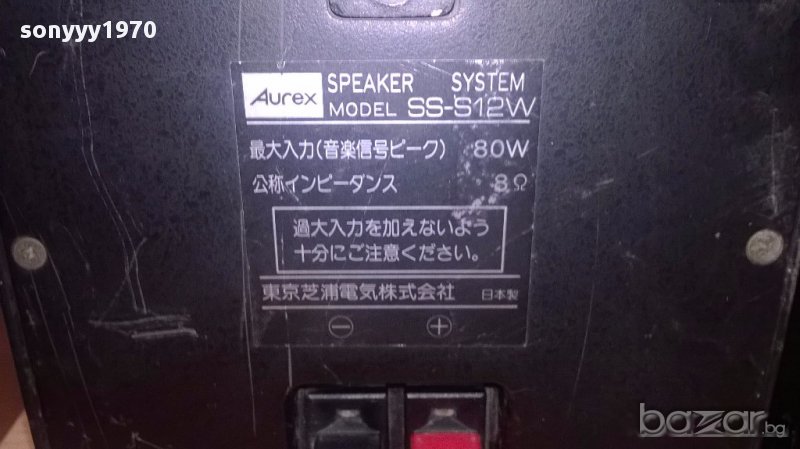 sonyyy1970
Aurex SPEAKER SYSTEM
MODEL SS-S12W
最大入力(音楽信号ピーク) 80W
公称インピーダンス 8Ω
過大入力を加えないよう
十分にご注意ください。
東京芝浦電気株式会社 日本製
⊖ ⊕
bazar.bg